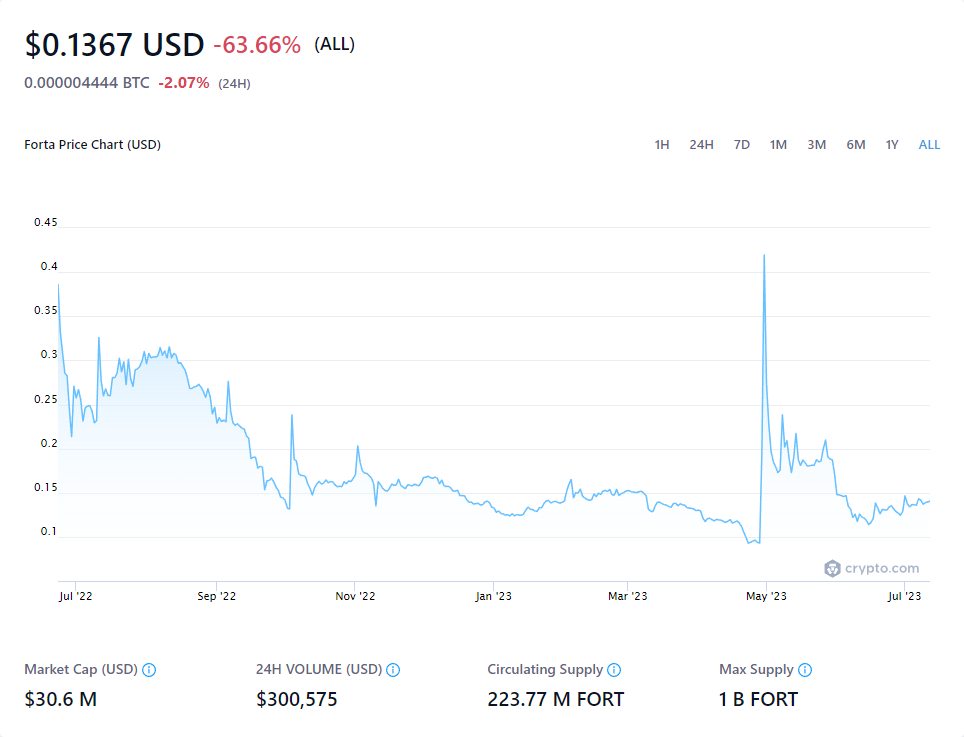 $0.1367 USD -63.66% (ALL)
0.000004444 BTC -2.07% (24H)
Forta Price Chart (USD) 1H 24H 7D 1M 3M 6M 1Y ALL
0.45
0.4
0.35
0.3
0.25
0.2
0.15
0.1
crypto.com
Jul '22 Sep '22 Nov '22 Jan '23 Mar '23 May '23 Jul '23
Market Cap (USD) 24H VOLUME (USD) Circulating Supply Max Supply
$30.6 M $300,575 223.77 M FORT 1 B FORT